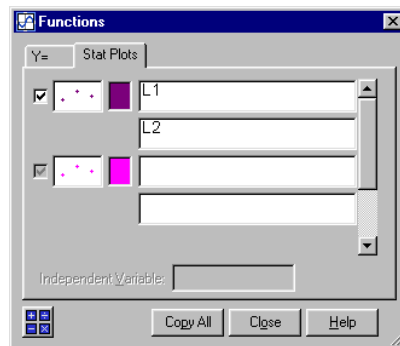 Functions
Y=
Stat Plots
L1
L2
Independent Variable:
Copy All
Close
Help